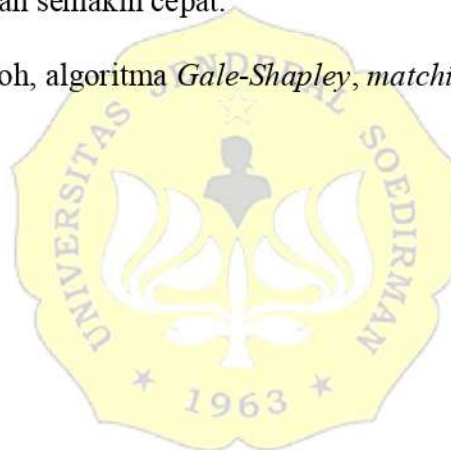 an semakin cepat.
oh, algoritma Gale-Shapley, matchi
UNIVERSITAS JENDERAL SOEDIRMAN
1963